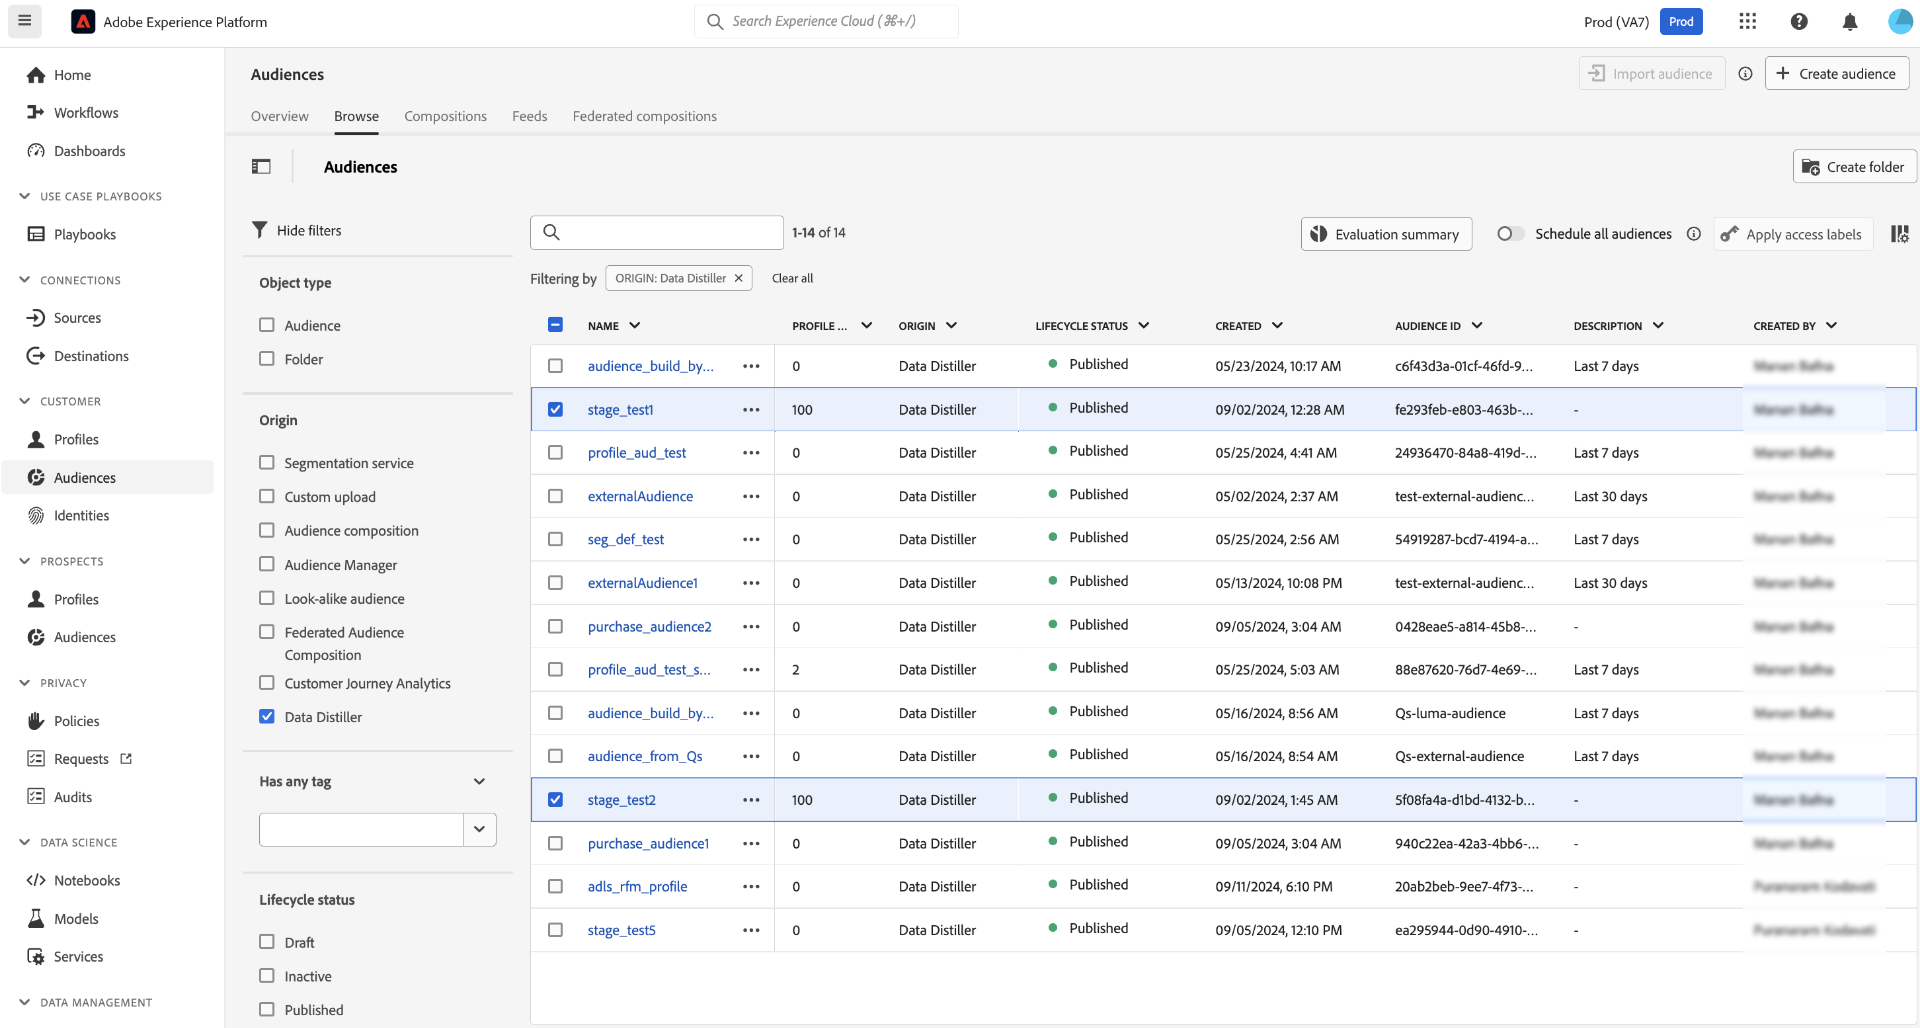 Adobe Experience Platform
Search Experience Cloud (⌘+/)
Prod (VA7)
Prod
Home
Workflows
Dashboards
USE CASE PLAYBOOKS
Playbooks
CONNECTIONS
Sources
Destinations
CUSTOMER
Profiles
Audiences
Identities
PROSPECTS
Profiles
Audiences
PRIVACY
Policies
Requests
Audits
DATA SCIENCE
Notebooks
Models
Services
DATA MANAGEMENT
Audiences
Import audience
Create audience
Overview Browse Compositions Feeds Federated compositions
Audiences
Create folder
Hide filters
Object type
Audience
Folder
Origin
Segmentation service
Custom upload
Audience composition
Audience Manager
Look-alike audience
Federated Audience
Composition
Customer Journey Analytics
Data Distiller
Has any tag
Lifecycle status
Draft
Inactive
Published
1-14 of 14
Evaluation summary
Schedule all audiences
Apply access labels
Filtering by ORIGIN: Data Distiller Clear all
NAME PROFILE ... ORIGIN LIFECYCLE STATUS CREATED AUDIENCE ID DESCRIPTION CREATED BY
audience_build_by... ••• 0 Data Distiller Published 05/23/2024, 10:17 AM c6f43d3a-01cf-46fd-9... Last 7 days
stage_test1 ••• 100 Data Distiller Published 09/02/2024, 12:28 AM fe293feb-e803-463b-... -
profile_aud_test ••• 0 Data Distiller Published 05/25/2024, 4:41 AM 24936470-84a8-419d-... Last 7 days
externalAudience ••• 0 Data Distiller Published 05/02/2024, 2:37 AM test-external-audienc... Last 30 days
seg_def_test ••• 0 Data Distiller Published 05/25/2024, 2:56 AM 54919287-bcd7-4194-a... Last 7 days
externalAudience1 ••• 0 Data Distiller Published 05/13/2024, 10:08 PM test-external-audienc... Last 30 days
purchase_audience2 ••• 0 Data Distiller Published 09/05/2024, 3:04 AM 0428eae5-a814-45b8-... -
profile_aud_test_s... ••• 2 Data Distiller Published 05/25/2024, 5:03 AM 88e87620-76d7-4e69-... Last 7 days
audience_build_by... ••• 0 Data Distiller Published 05/16/2024, 8:56 AM Qs-luma-audience Last 7 days
audience_from_Qs ••• 0 Data Distiller Published 05/16/2024, 8:54 AM Qs-external-audience Last 7 days
stage_test2 ••• 100 Data Distiller Published 09/02/2024, 1:45 AM 5f08fa4a-d1bd-4132-b... -
purchase_audience1 ••• 0 Data Distiller Published 09/05/2024, 3:04 AM 940c22ea-42a3-4bb6-... -
adls_rfm_profile ••• 0 Data Distiller Published 09/11/2024, 6:10 PM 20ab2beb-9ee7-4f73-... -
stage_test5 ••• 0 Data Distiller Published 09/05/2024, 12:10 PM ea295944-0d90-4910-... -